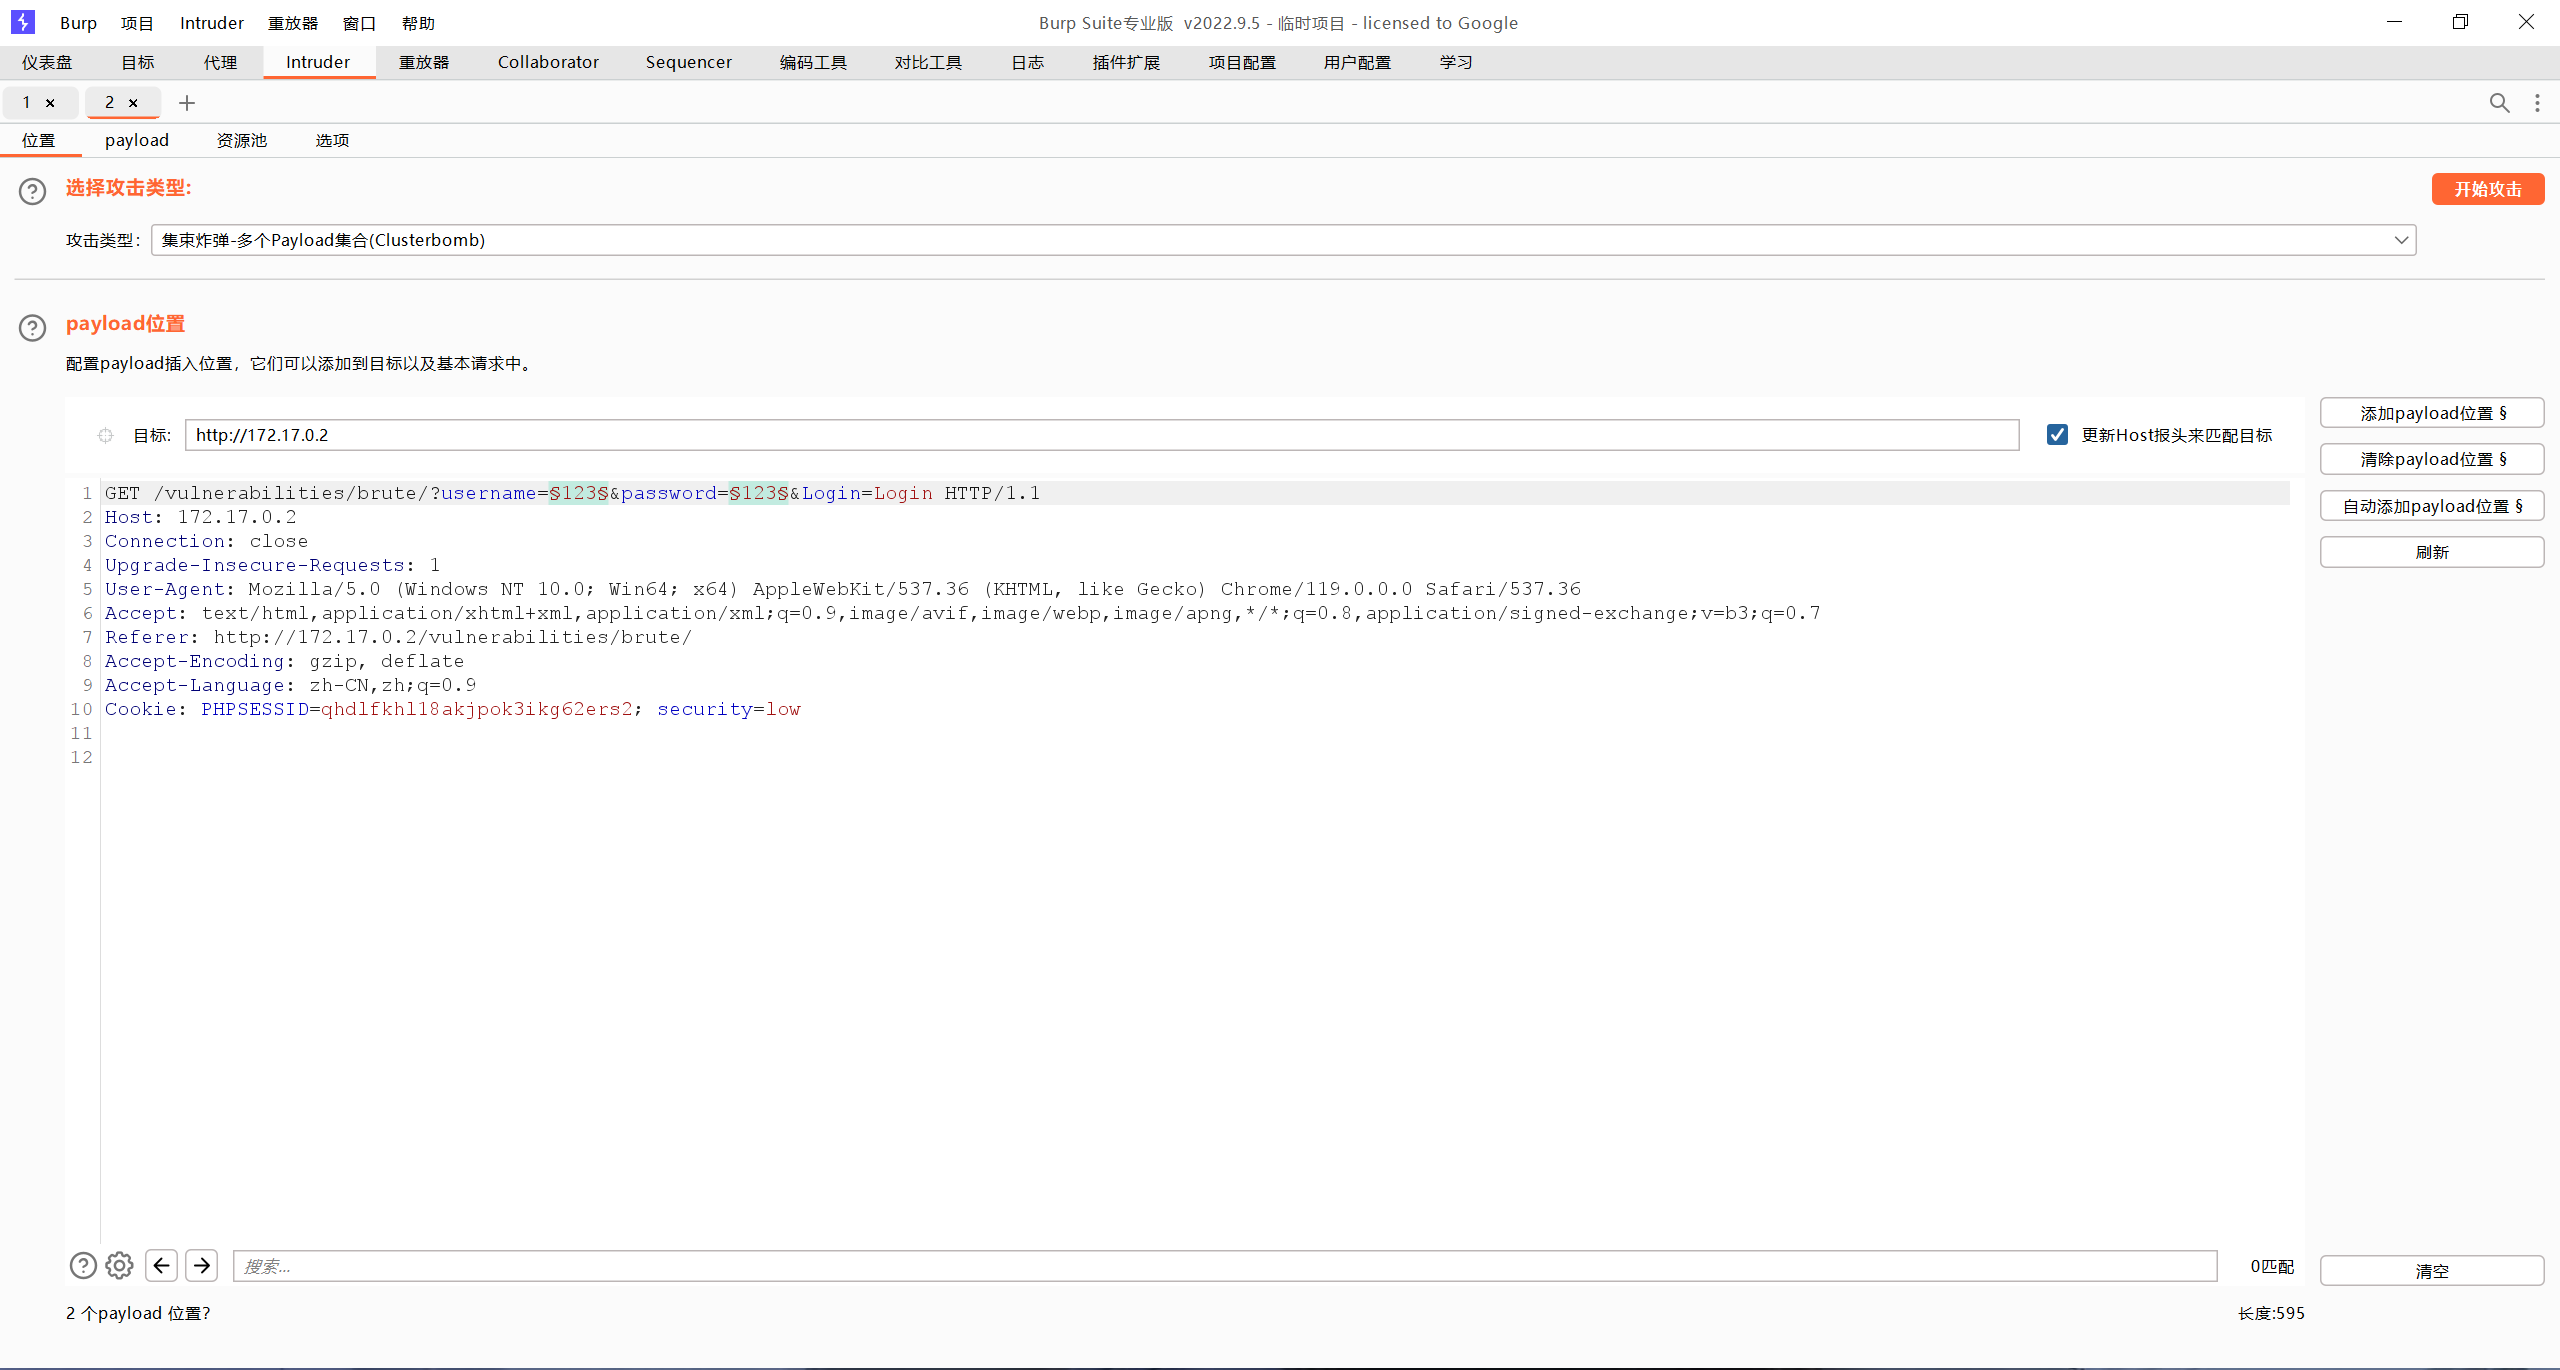 Burp 项目 Intruder 重放器 窗口 帮助 Burp Suite专业版 v2022.9.5 - 临时项目 - licensed to Google
仪表盘 目标 代理 Intruder 重放器 Collaborator Sequencer 编码工具 对比工具 日志 插件扩展 项目配置 用户配置 学习
1 × 2 × +
位置 payload 资源池 选项
选择攻击类型:
开始攻击
攻击类型: 集束炸弹-多个Payload集合(Clusterbomb)
payload位置
配置payload插入位置，它们可以添加到目标以及基本请求中。
目标: http://172.17.0.2 更新Host报头来匹配目标
添加payload位置 §
清除payload位置 §
自动添加payload位置 §
刷新
1 GET /vulnerabilities/brute/?username=§123§&password=§123§&Login=Login HTTP/1.1
2 Host: 172.17.0.2
3 Connection: close
4 Upgrade-Insecure-Requests: 1
5 User-Agent: Mozilla/5.0 (Windows NT 10.0; Win64; x64) AppleWebKit/537.36 (KHTML, like Gecko) Chrome/119.0.0.0 Safari/537.36
6 Accept: text/html,application/xhtml+xml,application/xml;q=0.9,image/avif,image/webp,image/apng,*/*;q=0.8,application/signed-exchange;v=b3;q=0.7
7 Referer: http://172.17.0.2/vulnerabilities/brute/
8 Accept-Encoding: gzip, deflate
9 Accept-Language: zh-CN,zh;q=0.9
10 Cookie: PHPSESSID=qhdlfkhl18akjpok3ikg62ers2; security=low
11
12
搜索... 0匹配
清空
2 个payload 位置? 长度:595